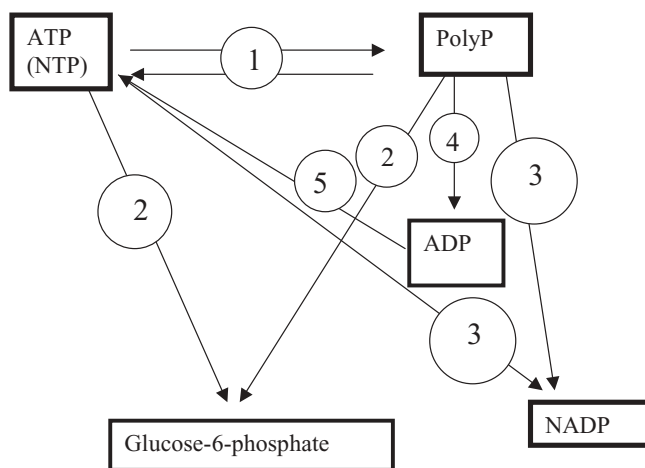 ATP
(NTP)
PolyP
1
2
4
3
5
2
ADP
3
NADP
Glucose-6-phosphate